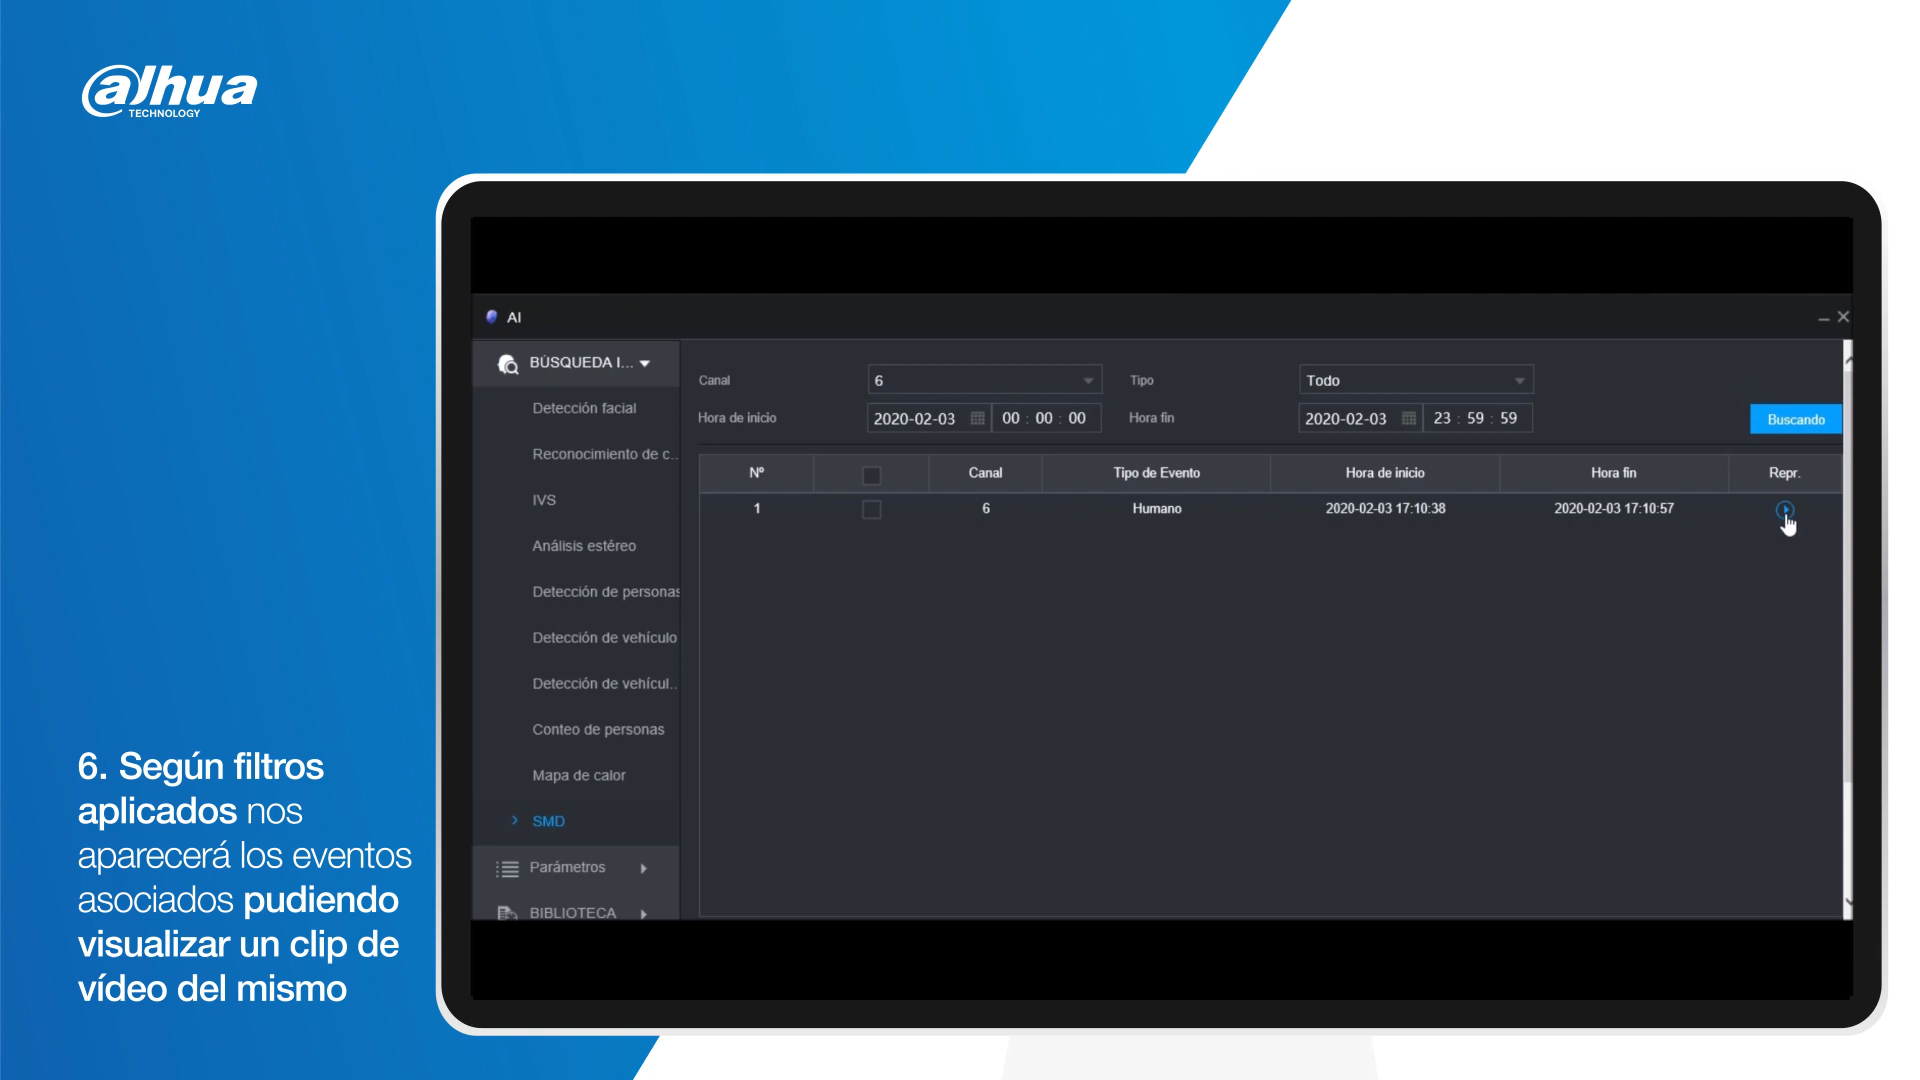 alhua
TECHNOLOGY
AI
BÚSQUEDA I...
Detección facial
Reconocimiento de c..
IVS
Análisis estéreo
Detección de personas
Detección de vehículo
Detección de vehícul..
Conteo de personas
Mapa de calor
SMD
Parámetros
BIBLIOTECA
Canal 6 Tipo Todo
Hora de inicio 2020-02-03 00 : 00 : 00 Hora fin 2020-02-03 23 : 59 : 59 Buscando
Nº Canal Tipo de Evento Hora de inicio Hora fin Repr.
1 6 Humano 2020-02-03 17:10:38 2020-02-03 17:10:57
6. Según filtros
aplicados nos
aparecerá los eventos
asociados pudiendo
visualizar un clip de
vídeo del mismo